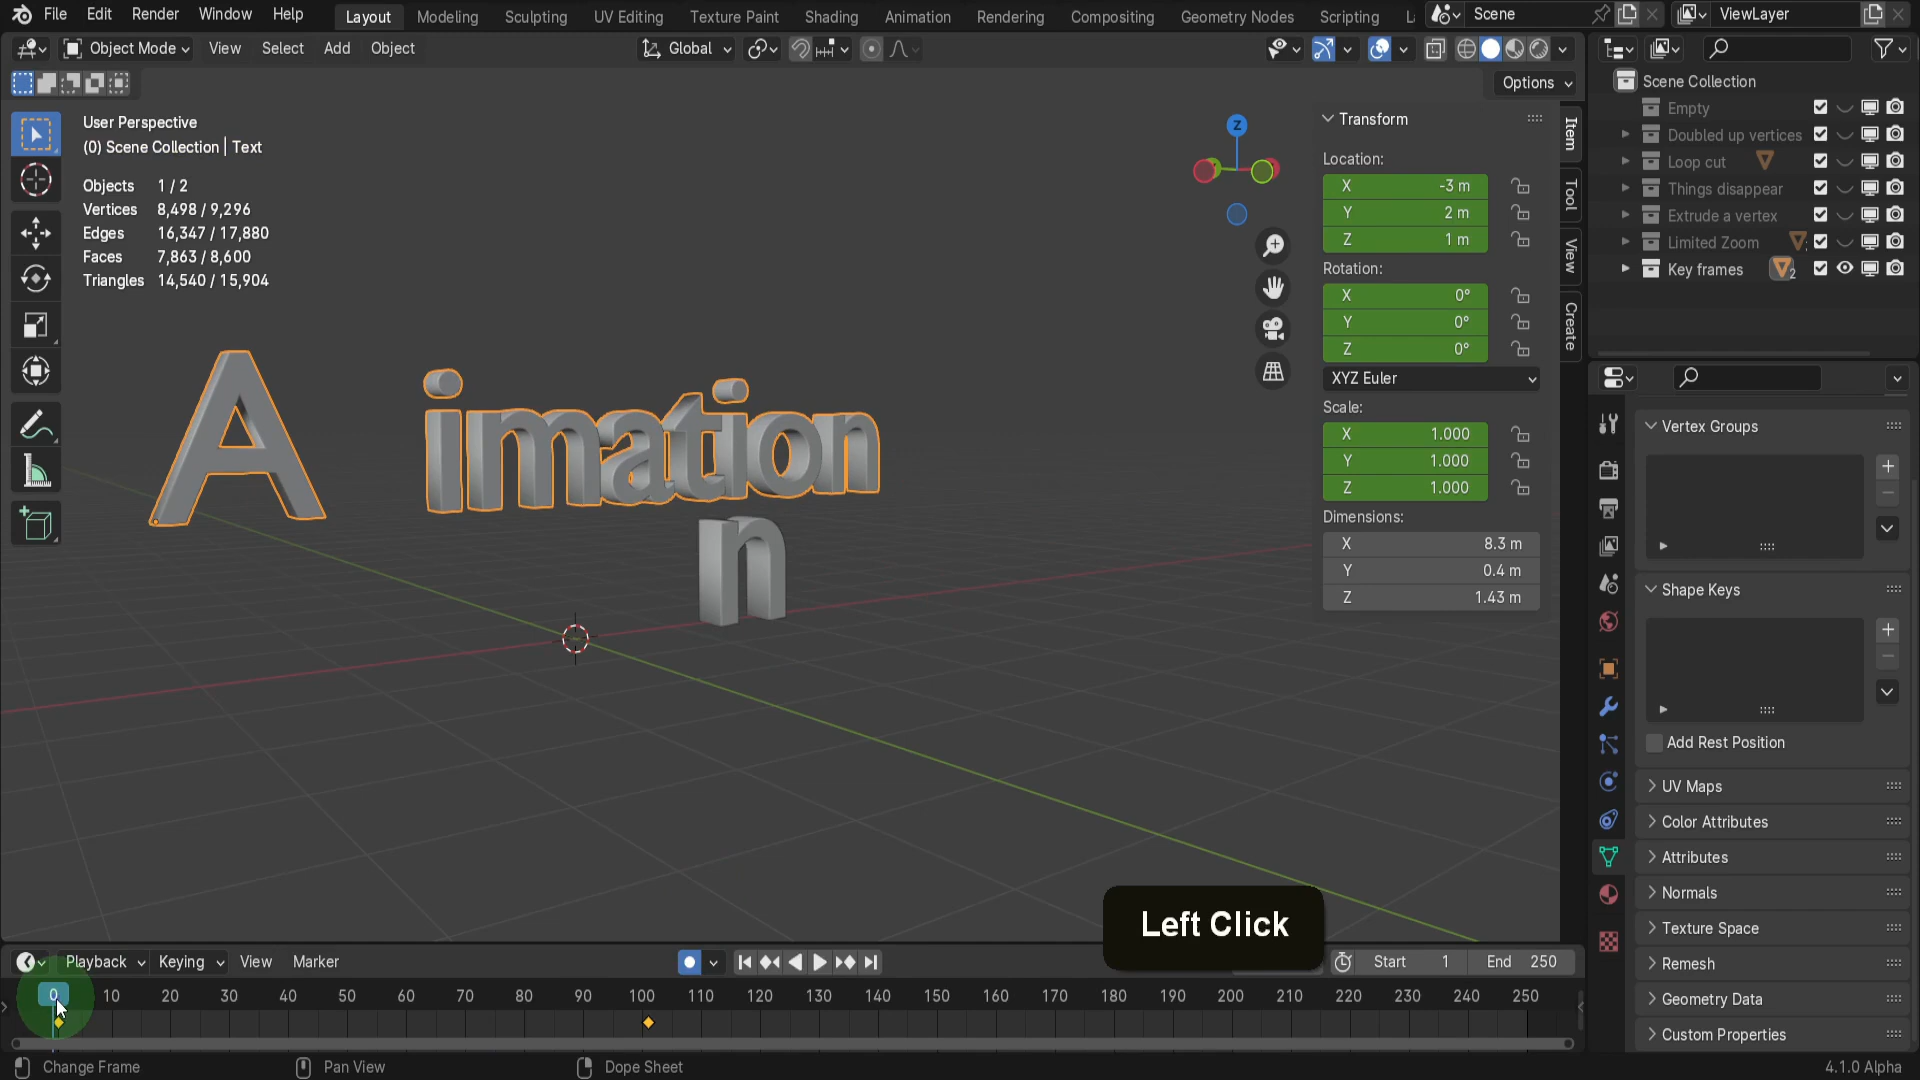 File Edit Render Window Help Layout Modeling Sculpting UV Editing Texture Paint Shading Animation Rendering Compositing Geometry Nodes Scripting Scene ViewLayer
Object Mode View Select Add Object Global
Options
User Perspective
(0) Scene Collection | Text
Objects 1 / 2
Vertices 8,498 / 9,296
Edges 16,347 / 17,880
Faces 7,863 / 8,600
Triangles 14,540 / 15,904
A imation
n
Z
Transform
Location:
X -3 m
Y 2 m
Z 1 m
Rotation:
X 0°
Y 0°
Z 0°
XYZ Euler
Scale:
X 1.000
Y 1.000
Z 1.000
Dimensions:
X 8.3 m
Y 0.4 m
Z 1.43 m
Item
Tool
View
Create
Scene Collection
Empty
Doubled up vertices
Loop cut
Things disappear
Extrude a vertex
Limited Zoom
Key frames 2
Vertex Groups
Shape Keys
Add Rest Position
UV Maps
Color Attributes
Attributes
Normals
Texture Space
Remesh
Geometry Data
Custom Properties
Left Click
Playback Keying View Marker Start 1 End 250
0 10 20 30 40 50 60 70 80 90 100 110 120 130 140 150 160 170 180 190 200 210 220 230 240 250
Change Frame Pan View Dope Sheet 4.1.0 Alpha